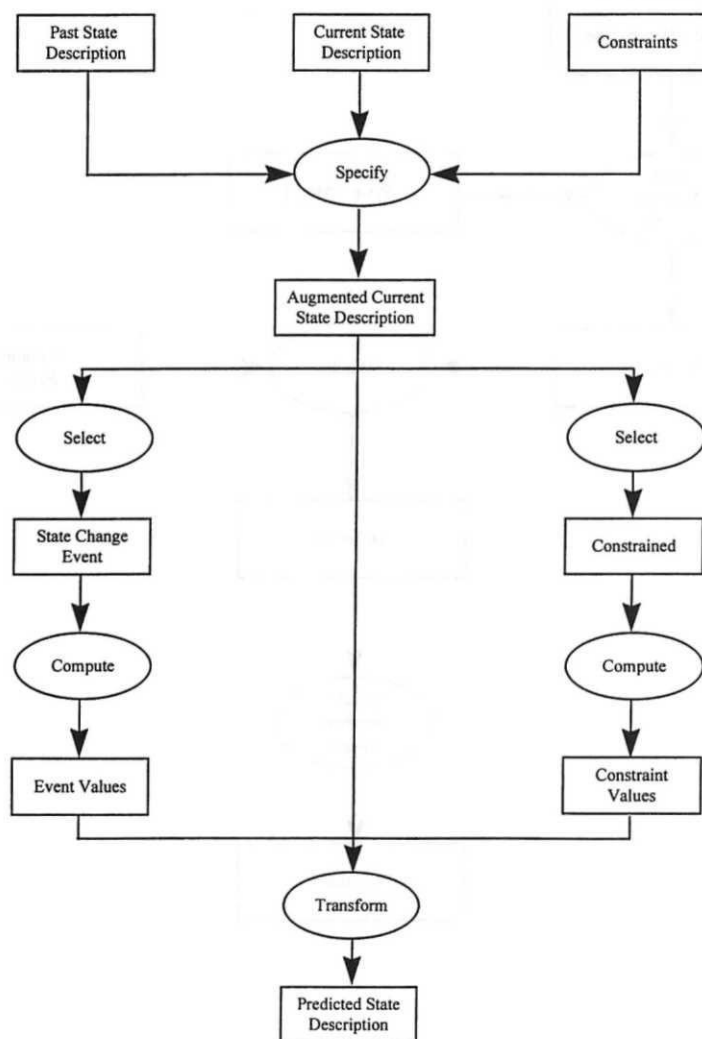 Past State
Description
Current State
Description
Constraints
Specify
Augmented Current
State Description
Select
Select
State Change
Event
Constrained
Compute
Compute
Event Values
Constraint
Values
Transform
Predicted State
Description